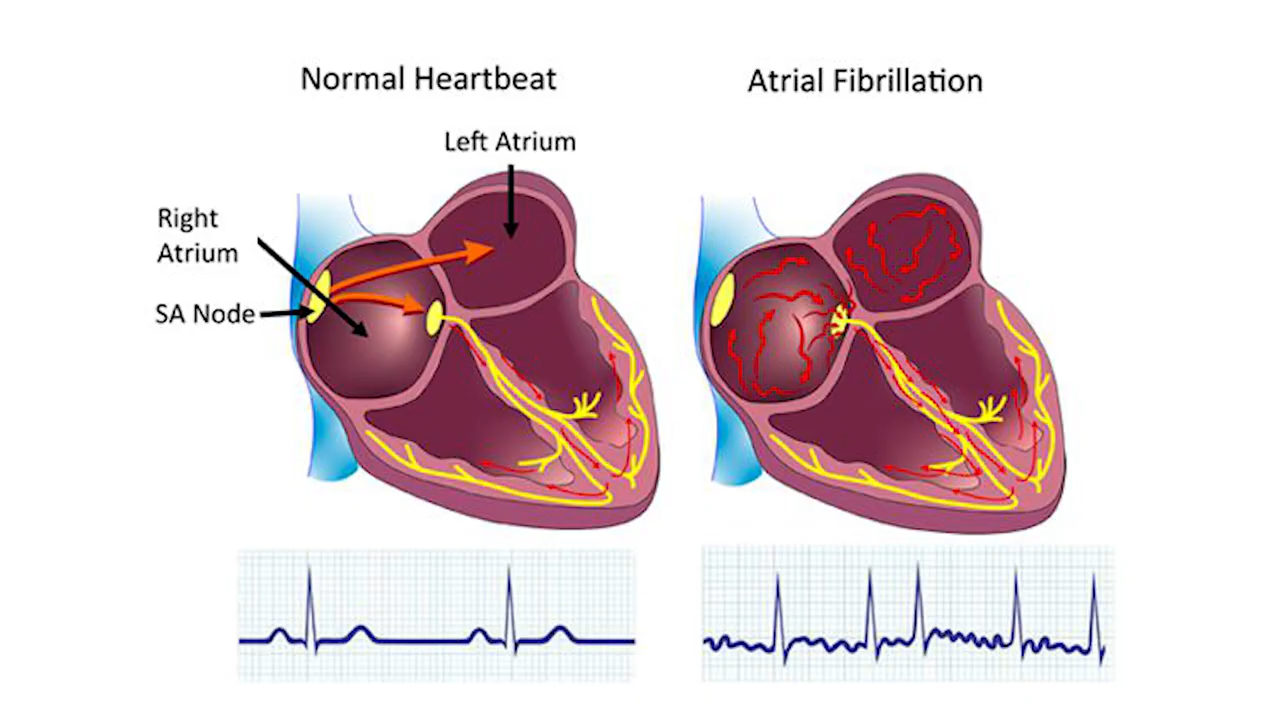 Normal Heartbeat
Atrial Fibrillation
Left Atrium
Right
Atrium
SA Node